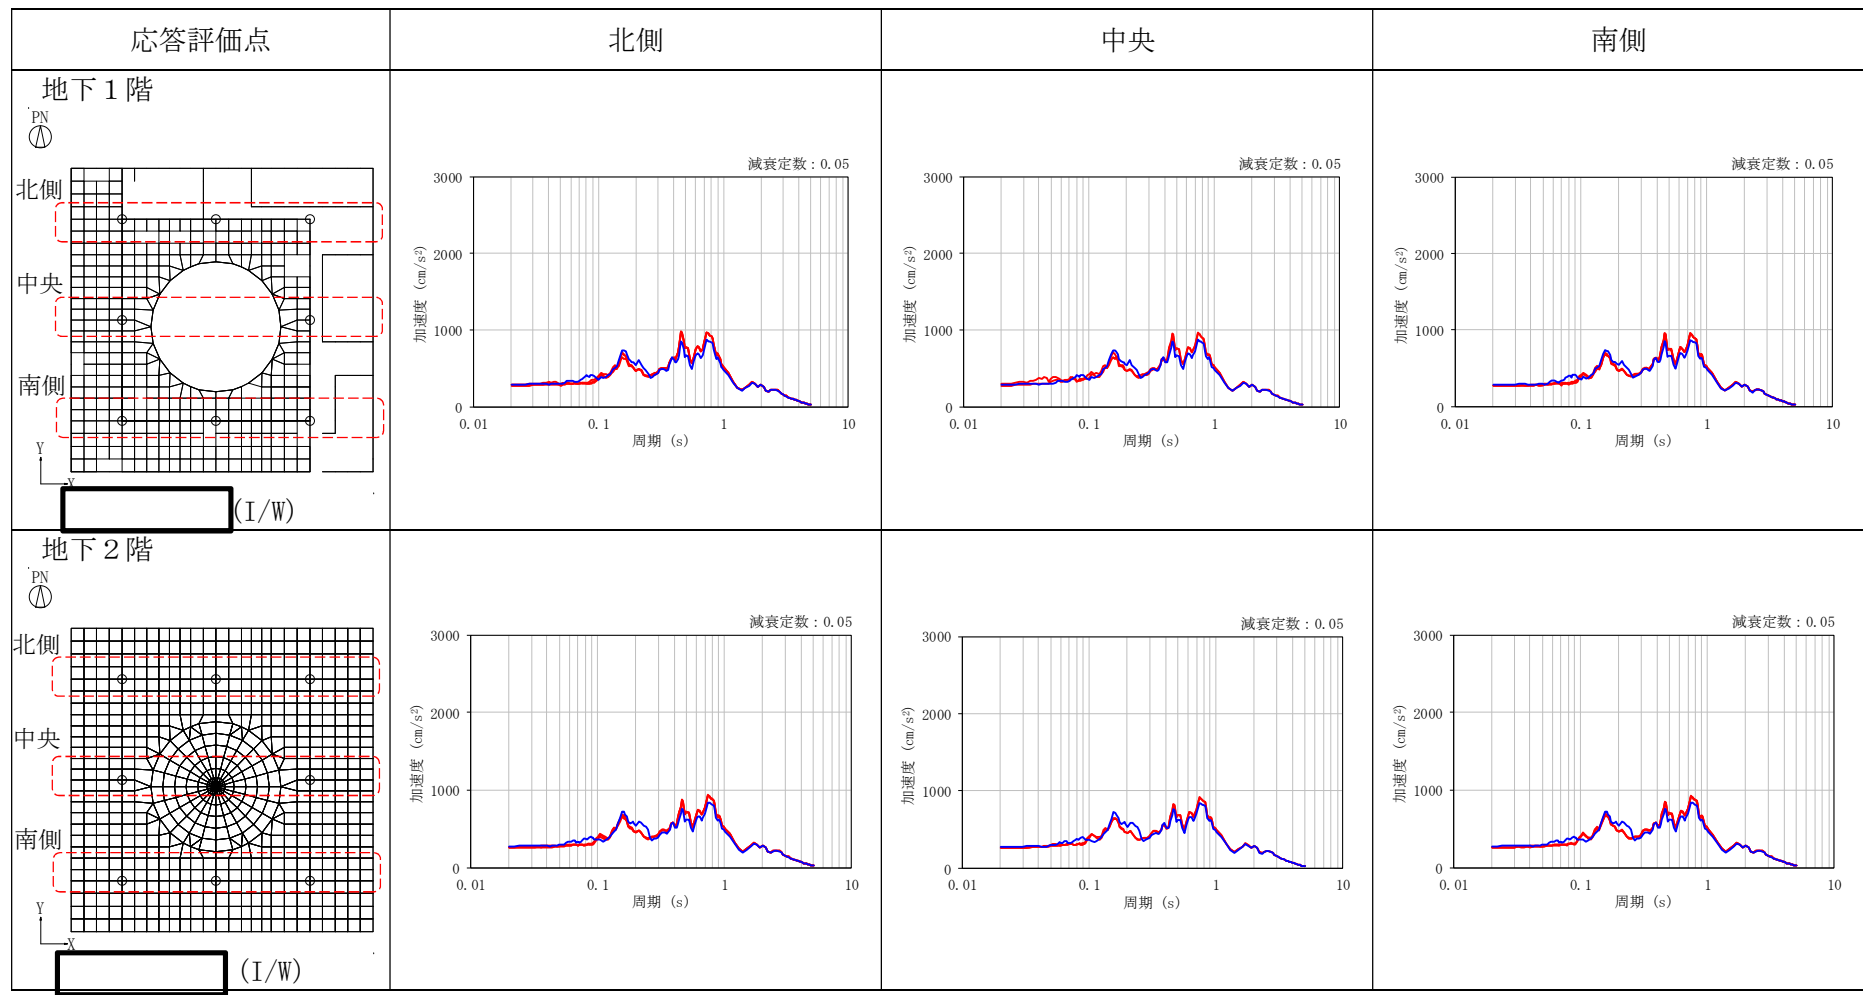 応答評価点 北側 中央 南側
地下1階
PN
北側
中央
南側
Y
X
(I/W)
減衰定数:0.05
3000
2000
1000
0
加速度 (cm/s²)
0.01 0.1 1 10
周期 (s)
減衰定数:0.05
3000
2000
1000
0
加速度 (cm/s²)
0.01 0.1 1 10
周期 (s)
減衰定数:0.05
3000
2000
1000
0
加速度 (cm/s²)
0.01 0.1 1 10
周期 (s)
地下2階
PN
北側
中央
南側
Y
X
(I/W)
減衰定数:0.05
3000
2000
1000
0
加速度 (cm/s²)
0.01 0.1 1 10
周期 (s)
減衰定数:0.05
3000
2000
1000
0
加速度 (cm/s²)
0.01 0.1 1 10
周期 (s)
減衰定数:0.05
3000
2000
1000
0
加速度 (cm/s²)
0.01 0.1 1 10
周期 (s)